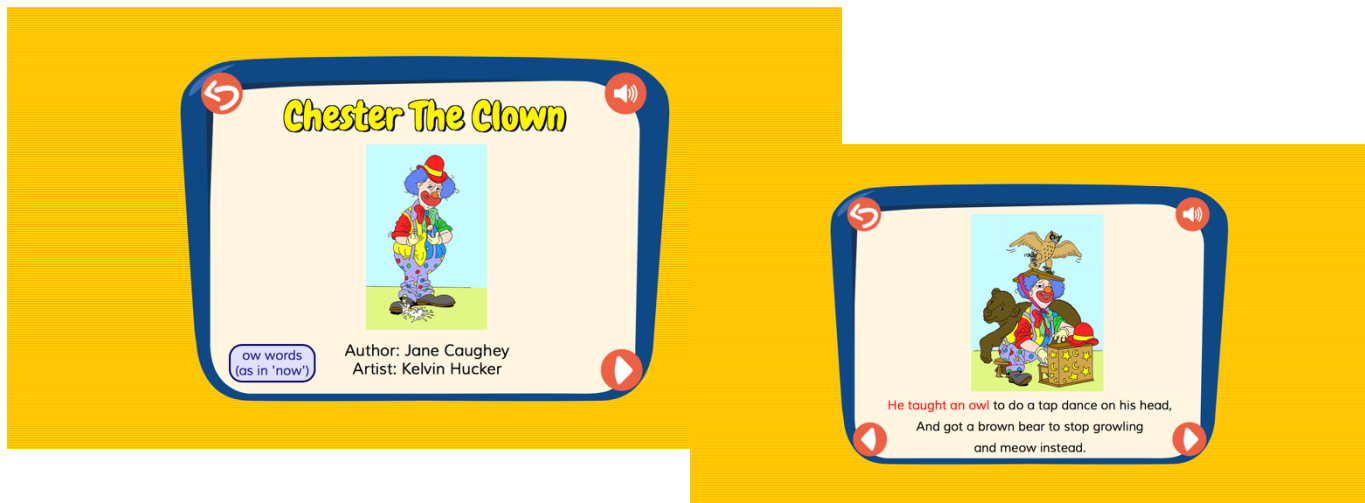 Chester The Clown
ow words
(as in 'now')
Author: Jane Caughey
Artist: Kelvin Hucker
He taught an owl to do a tap dance on his head,
And got a brown bear to stop growling
and meow instead.